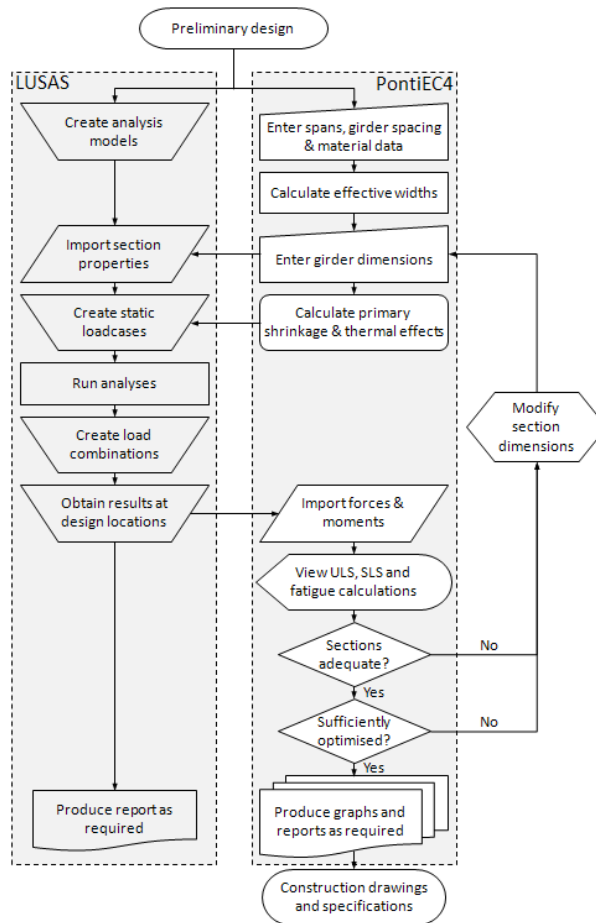 Preliminary design
LUSAS
PontiEC4
Create analysis
models
Enter spans, girder spacing
& material data
Calculate effective widths
Import section
properties
Enter girder dimensions
Create static
loadcases
Calculate primary
shrinkage & thermal effects
Run analyses
Modify
section
dimensions
Create load
combinations
Obtain results at
design locations
Import forces &
moments
View ULS, SLS and
fatigue calculations
Sections
adequate?
No
Yes
Sufficiently
optimised?
No
Yes
Produce report as
required
Produce graphs and
reports as required
Construction drawings
and specifications